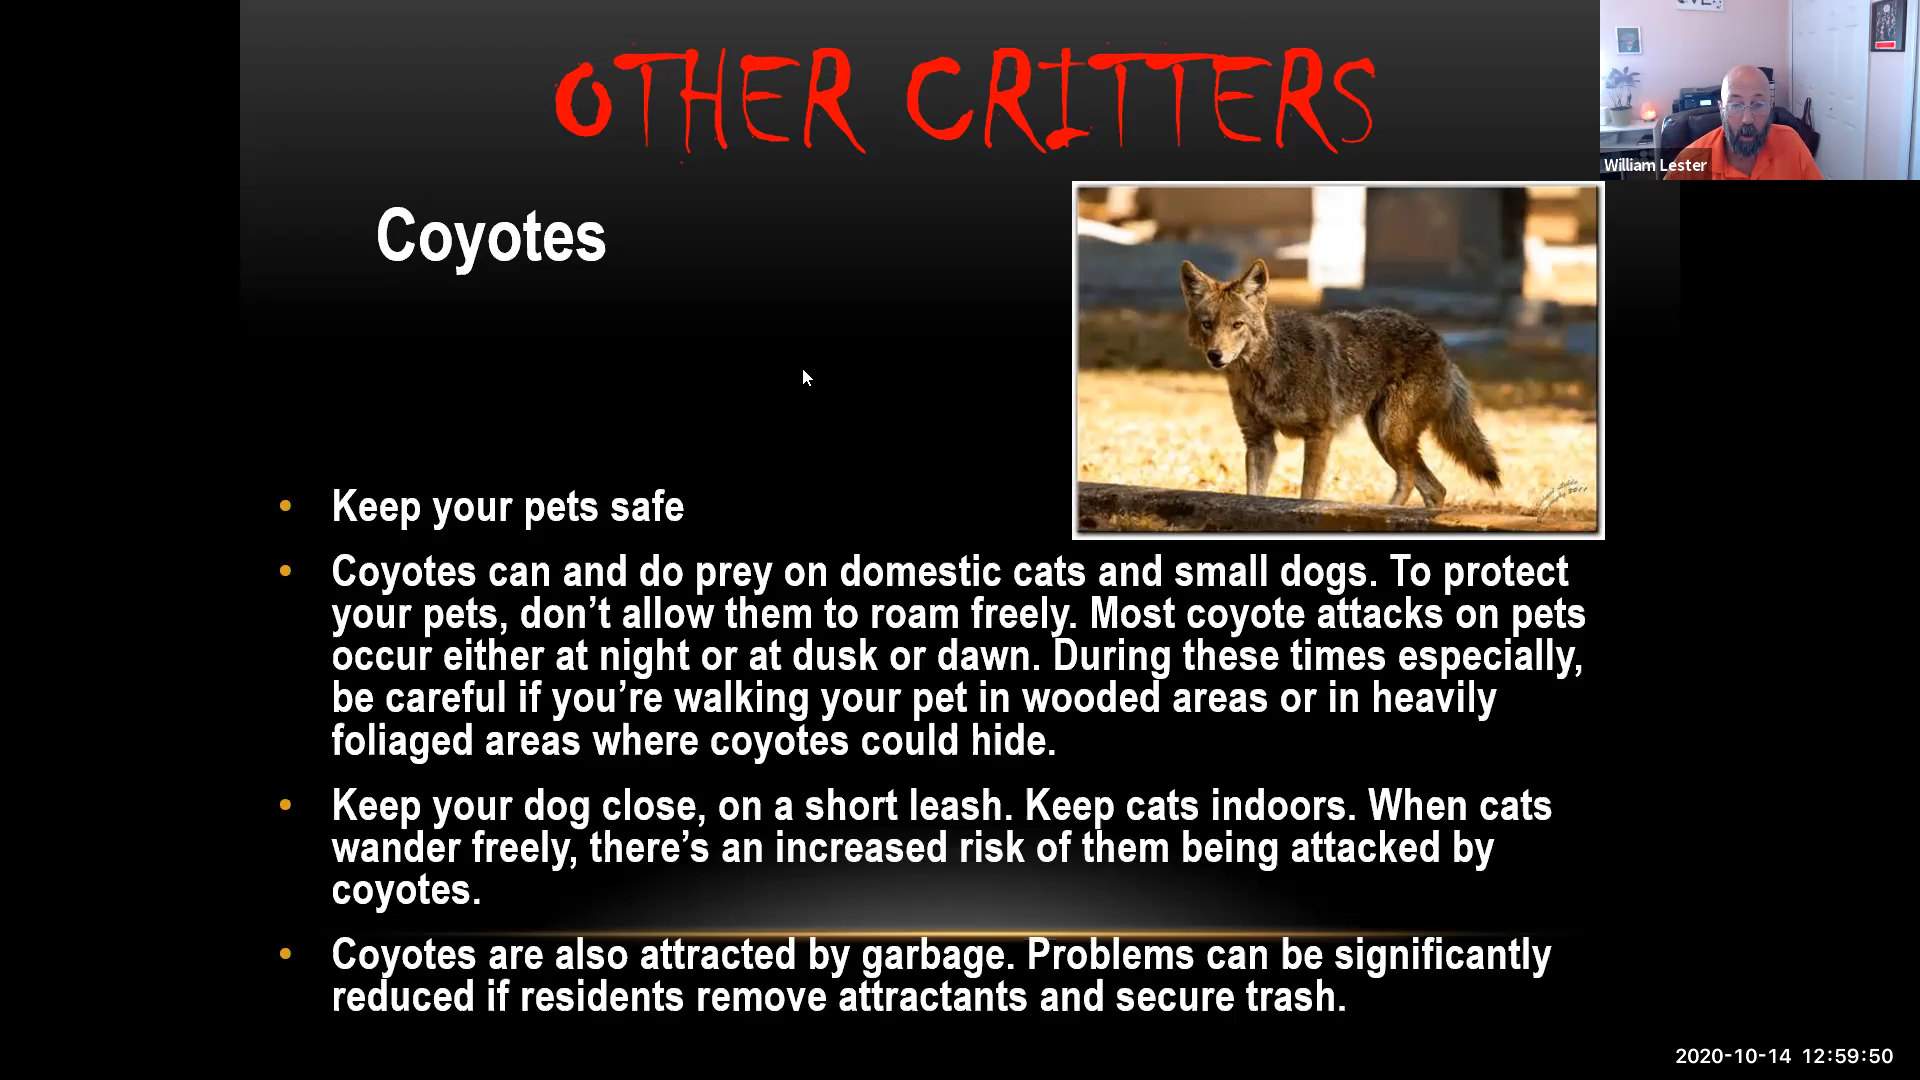 OTHER CRITTERS
William Lester
Coyotes
• Keep your pets safe
• Coyotes can and do prey on domestic cats and small dogs. To protect
your pets, don’t allow them to roam freely. Most coyote attacks on pets
occur either at night or at dusk or dawn. During these times especially,
be careful if you’re walking your pet in wooded areas or in heavily
foliaged areas where coyotes could hide.
• Keep your dog close, on a short leash. Keep cats indoors. When cats
wander freely, there’s an increased risk of them being attacked by
coyotes.
• Coyotes are also attracted by garbage. Problems can be significantly
reduced if residents remove attractants and secure trash.
2020-10-14 12:59:50